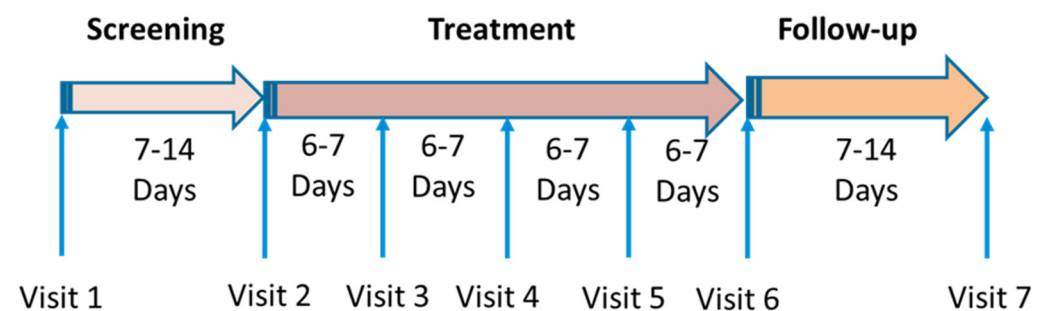 Screening
Treatment
Follow-up
7-14
Days
6-7
Days
6-7
Days
6-7
Days
6-7
Days
7-14
Days
Visit 1
Visit 2
Visit 3
Visit 4
Visit 5
Visit 6
Visit 7